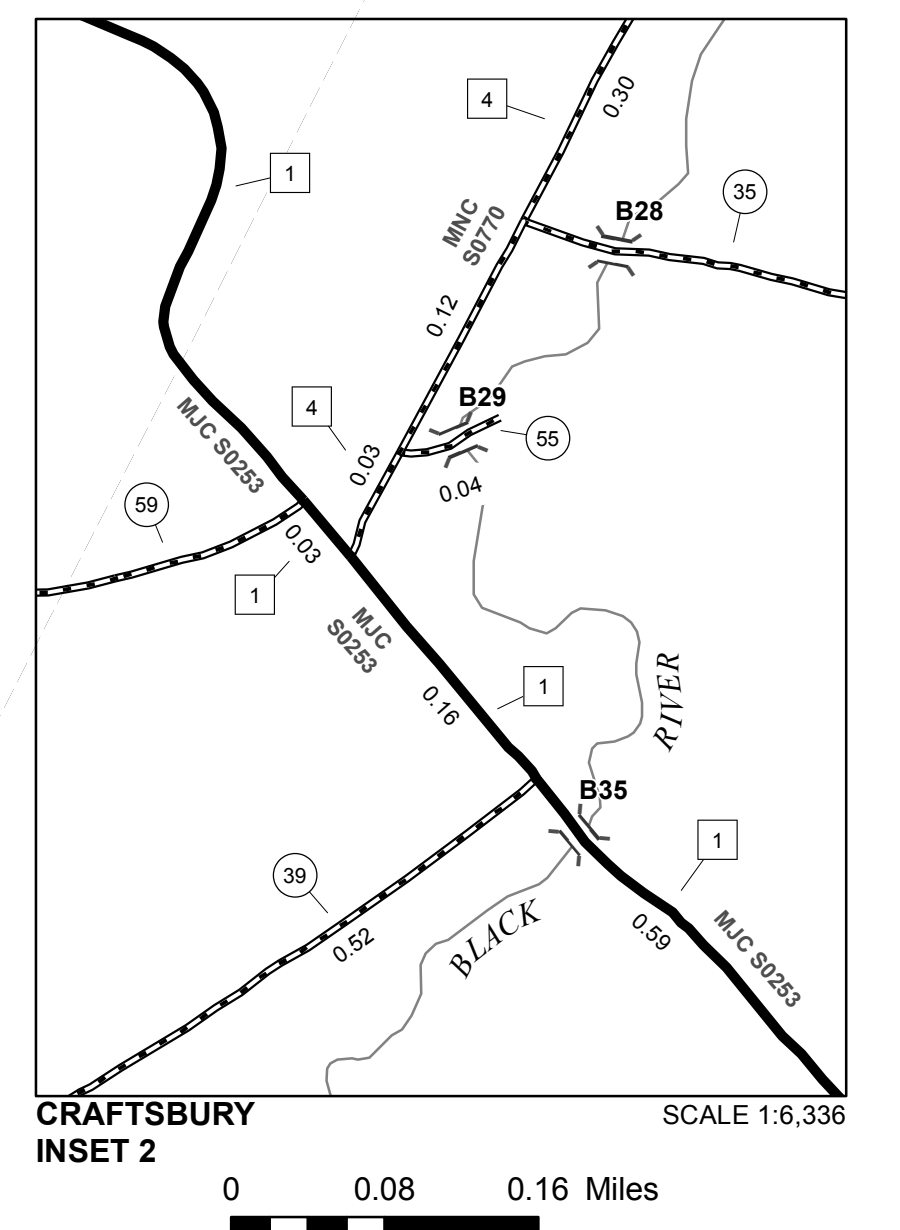 4
0.30
1
35
B28
MNC
S0770
0.12
B29
4
MJC S0253
55
0.03
0.04
59
0.03
1
MJC
S0253
RIVER
1
0.16
B35
1
39
BLACK
0.52
0.59
MJC S0253
CRAFTSBURY
INSET 2
SCALE 1:6,336
0 0.08 0.16 Miles